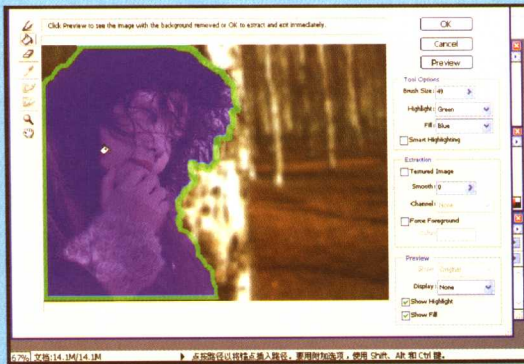 Click Preview to see the image with the background removed or OK to extract and exit immediately.
OK
Cancel
Preview
Tool Options
Brush Size: 49
Highlight: Green
Fill: Blue
Smart Highlighting
Extraction
Textured Image
Smooth: 0
Channel: None
Force Foreground
Color:
Preview
Show: Original
Display: None
Show Highlight
Show Fill
67% 文档:14.1M/14.1M 点按路径以将锚点插入路径。要用附加选项，使用 Shift、Alt 和 Ctrl 键。